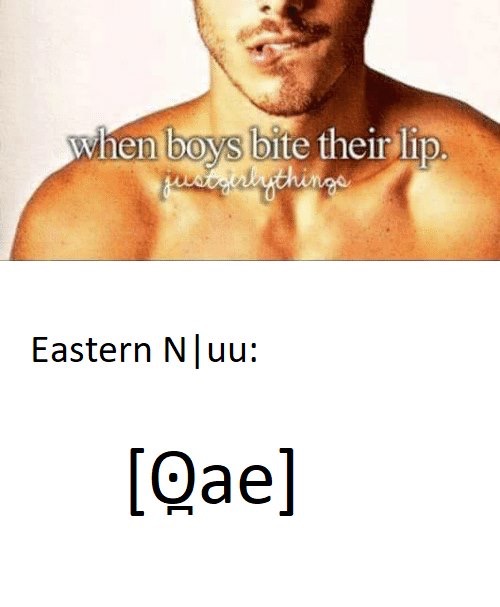 when boys bite their lip.
justgirlythings
Eastern N|uu:
[ʘ̪ae]